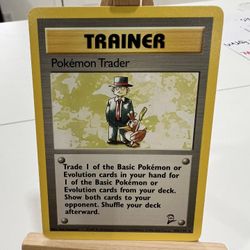 TRAINER
Pokémon Trader
Trade 1 of the Basic Pokémon or
Evolution cards in your hand for
1 of the Basic Pokémon or
Evolution cards from your deck.
Show both cards to your
opponent. Shuffle your deck
afterward.